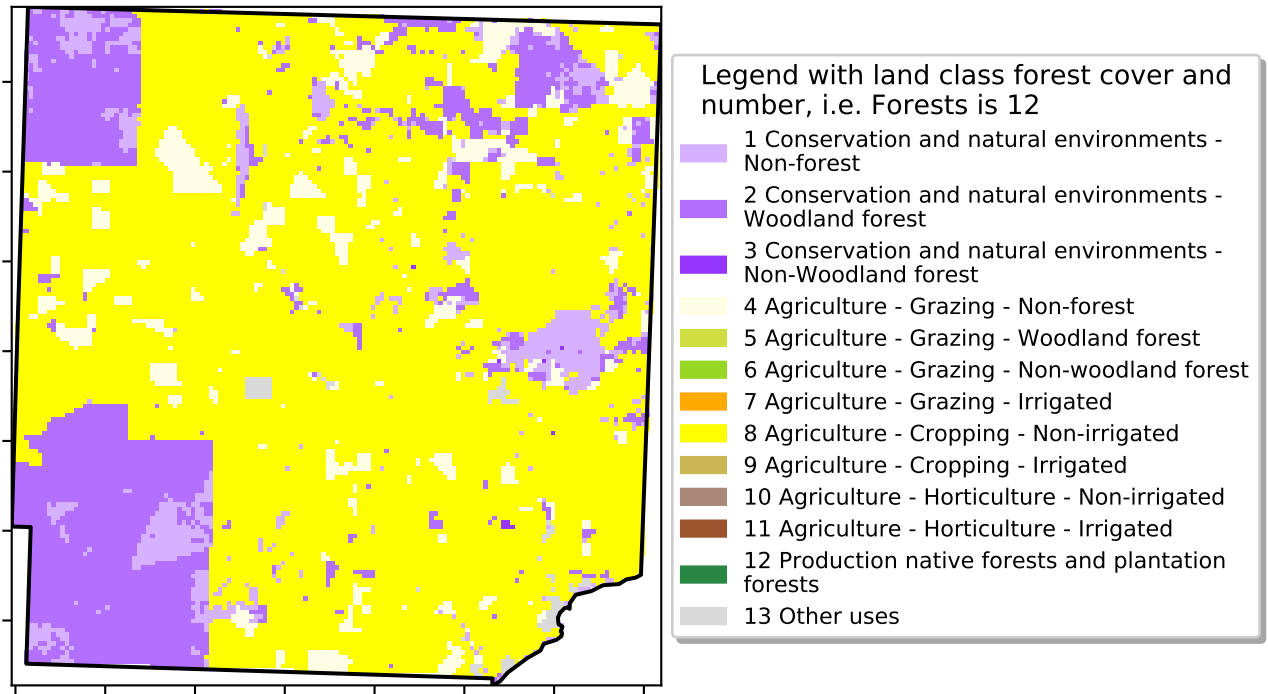 Legend with land class forest cover and
number, i.e. Forests is 12
1 Conservation and natural environments -
Non-forest
2 Conservation and natural environments -
Woodland forest
3 Conservation and natural environments -
Non-Woodland forest
4 Agriculture - Grazing - Non-forest
5 Agriculture - Grazing - Woodland forest
6 Agriculture - Grazing - Non-woodland forest
7 Agriculture - Grazing - Irrigated
8 Agriculture - Cropping - Non-irrigated
9 Agriculture - Cropping - Irrigated
10 Agriculture - Horticulture - Non-irrigated
11 Agriculture - Horticulture - Irrigated
12 Production native forests and plantation
forests
13 Other uses